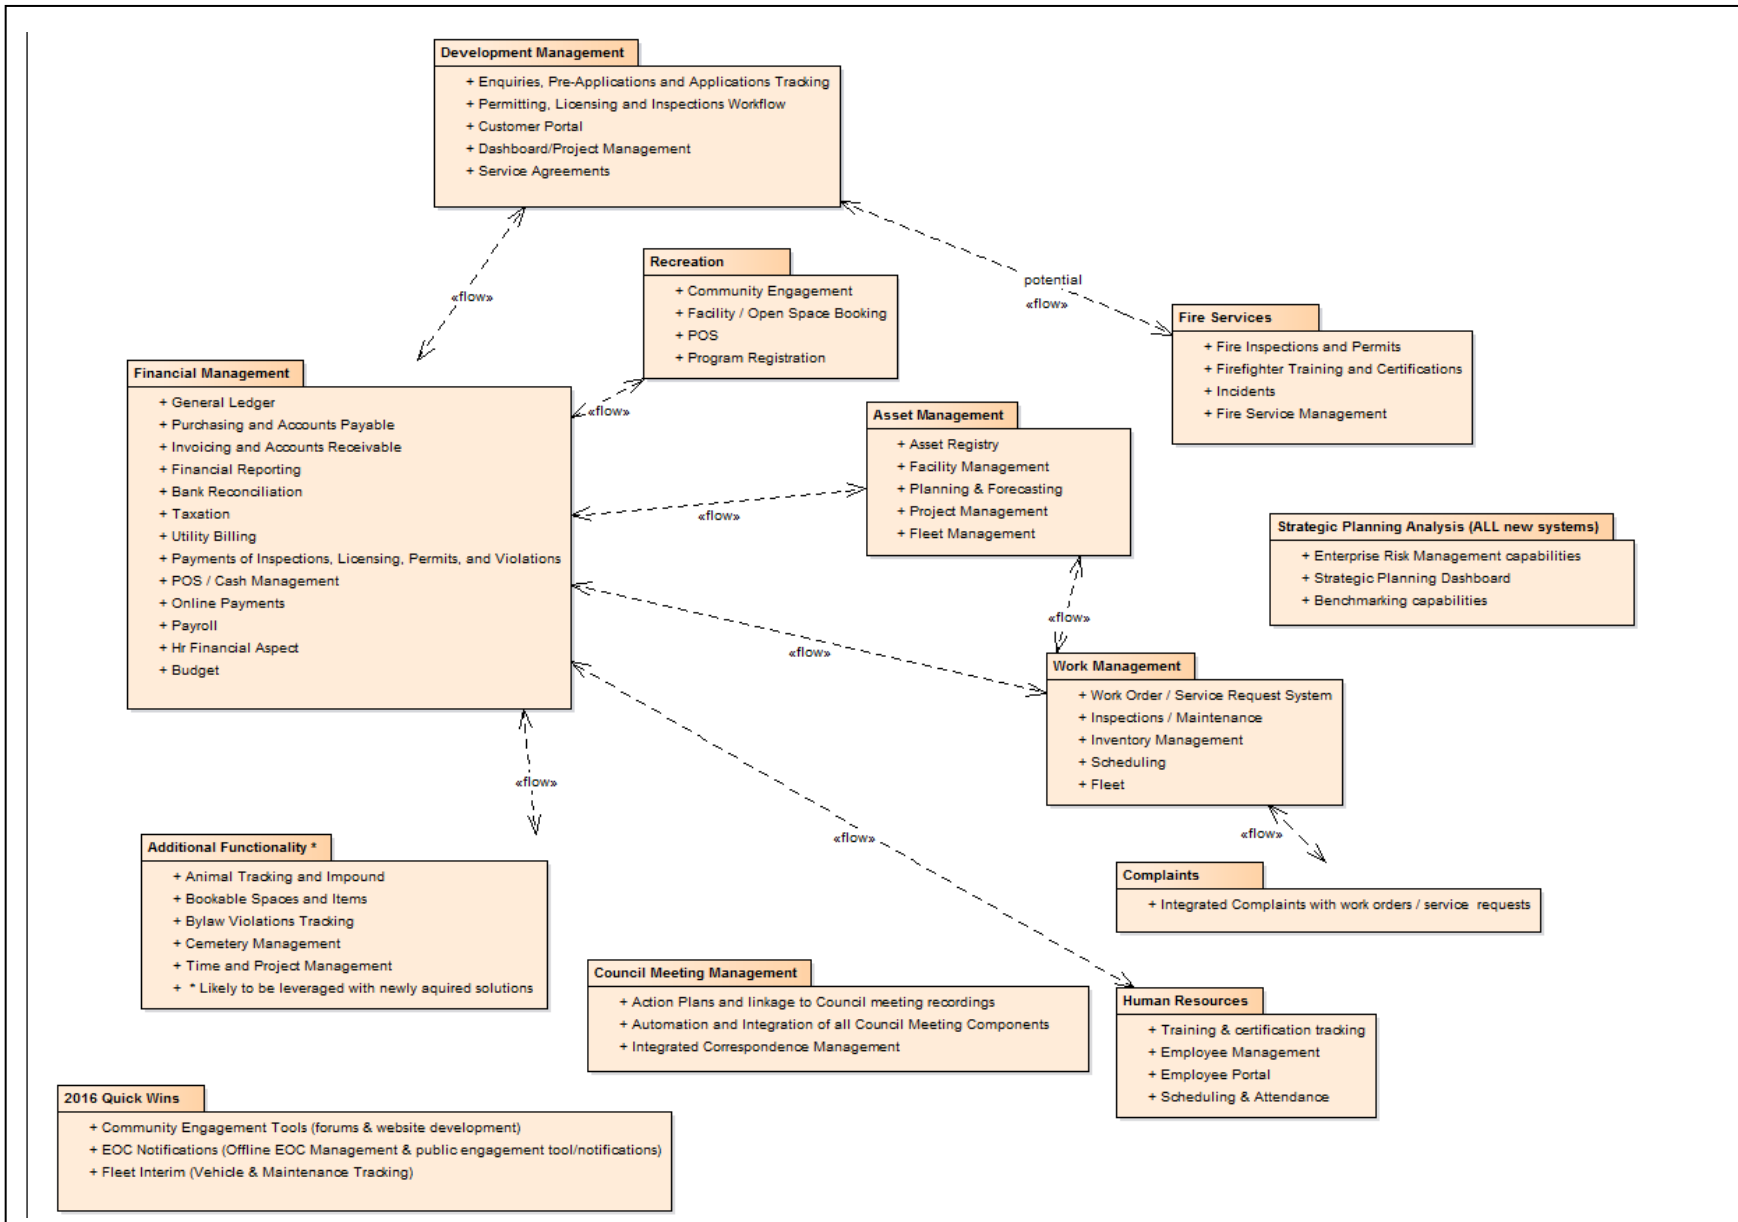 Development Management
+ Enquiries, Pre-Applications and Applications Tracking
+ Permitting, Licensing and Inspections Workflow
+ Customer Portal
+ Dashboard/Project Management
+ Service Agreements
«flow»
Recreation
+ Community Engagement
+ Facility / Open Space Booking
+ POS
+ Program Registration
potential
«flow»
Fire Services
+ Fire Inspections and Permits
+ Firefighter Training and Certifications
+ Incidents
+ Fire Service Management
Financial Management
+ General Ledger
+ Purchasing and Accounts Payable
+ Invoicing and Accounts Receivable
+ Financial Reporting
+ Bank Reconciliation
+ Taxation
+ Utility Billing
+ Payments of Inspections, Licensing, Permits, and Violations
+ POS / Cash Management
+ Online Payments
+ Payroll
+ Hr Financial Aspect
+ Budget
«flow»
Asset Management
+ Asset Registry
+ Facility Management
+ Planning & Forecasting
+ Project Management
+ Fleet Management
«flow»
Strategic Planning Analysis (ALL new systems)
+ Enterprise Risk Management capabilities
+ Strategic Planning Dashboard
+ Benchmarking capabilities
«flow»
«flow»
Work Management
+ Work Order / Service Request System
+ Inspections / Maintenance
+ Inventory Management
+ Scheduling
+ Fleet
«flow»
«flow»
«flow»
Additional Functionality *
+ Animal Tracking and Impound
+ Bookable Spaces and Items
+ Bylaw Violations Tracking
+ Cemetery Management
+ Time and Project Management
+ * Likely to be leveraged with newly aquired solutions
Complaints
+ Integrated Complaints with work orders / service requests
Council Meeting Management
+ Action Plans and linkage to Council meeting recordings
+ Automation and Integration of all Council Meeting Components
+ Integrated Correspondence Management
Human Resources
+ Training & certification tracking
+ Employee Management
+ Employee Portal
+ Scheduling & Attendance
2016 Quick Wins
+ Community Engagement Tools (forums & website development)
+ EOC Notifications (Offline EOC Management & public engagement tool/notifications)
+ Fleet Interim (Vehicle & Maintenance Tracking)